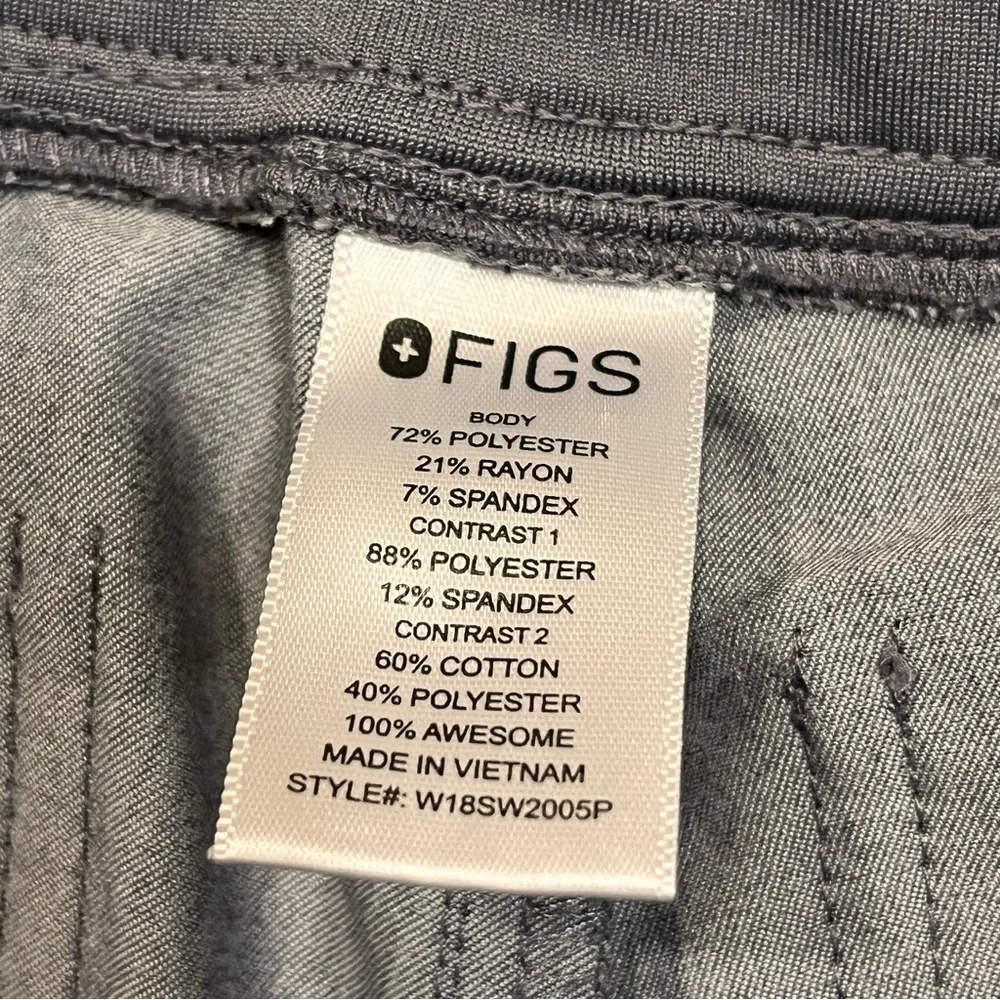 FIGS
BODY
72% POLYESTER
21% RAYON
7% SPANDEX
CONTRAST 1
88% POLYESTER
12% SPANDEX
CONTRAST 2
60% COTTON
40% POLYESTER
100% AWESOME
MADE IN VIETNAM
STYLE#: W18SW2005P